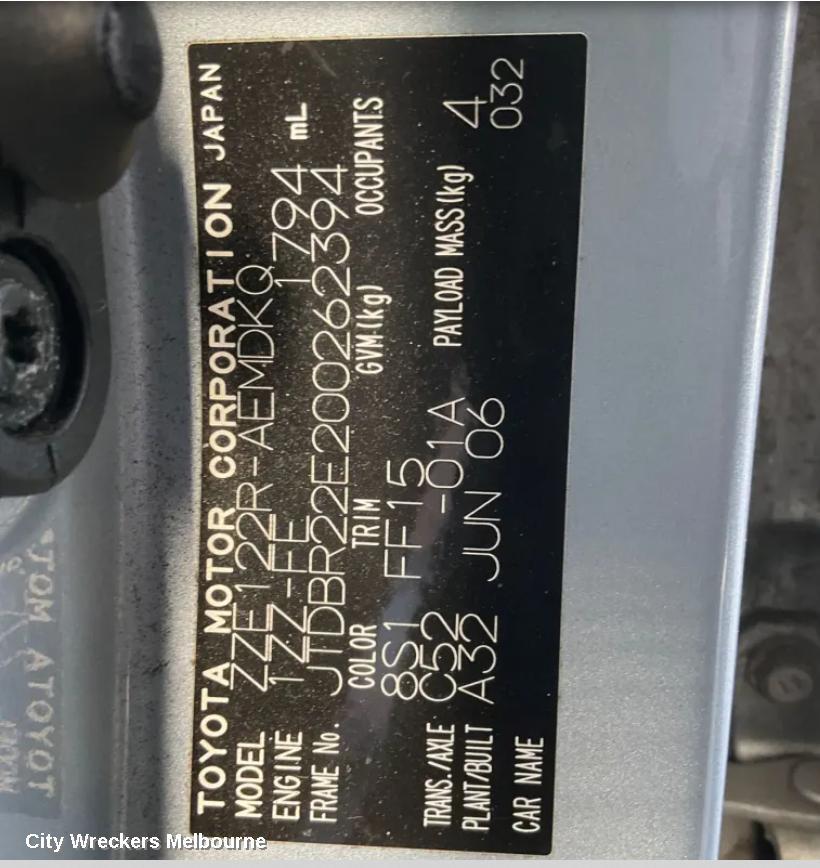 TOYOTA MOTOR CORPORATION JAPAN
MODEL ZZE122R-AEMDKQ
ENGINE 1ZZ-FE 1794 mL
FRAME No. JTDBR22E200262394
COLOR TRIM GVM(kg) OCCUPANTS
8S1 FF15
TRANS./AXLE C52 -01A PAYLOAD MASS(kg) 4
PLANT/BUILT A32 JUN 06 032
CAR NAME
TOYOTA MOT
City Wreckers Melbourne